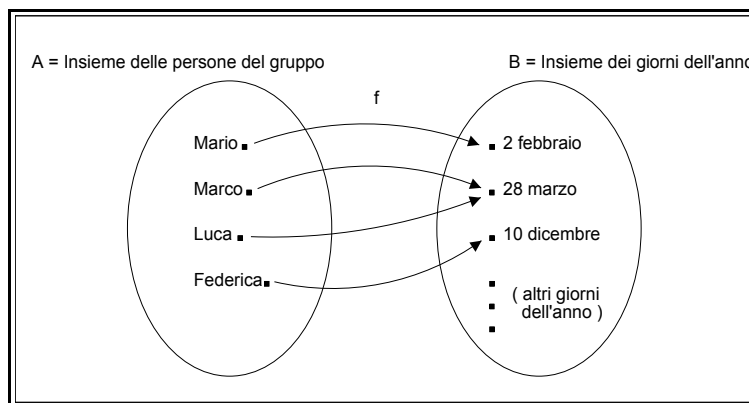 A = Insieme delle persone del gruppo
B = Insieme dei giorni dell'anno
f
Mario
2 febbraio
Marco
28 marzo
Luca
10 dicembre
Federica
( altri giorni
dell'anno )